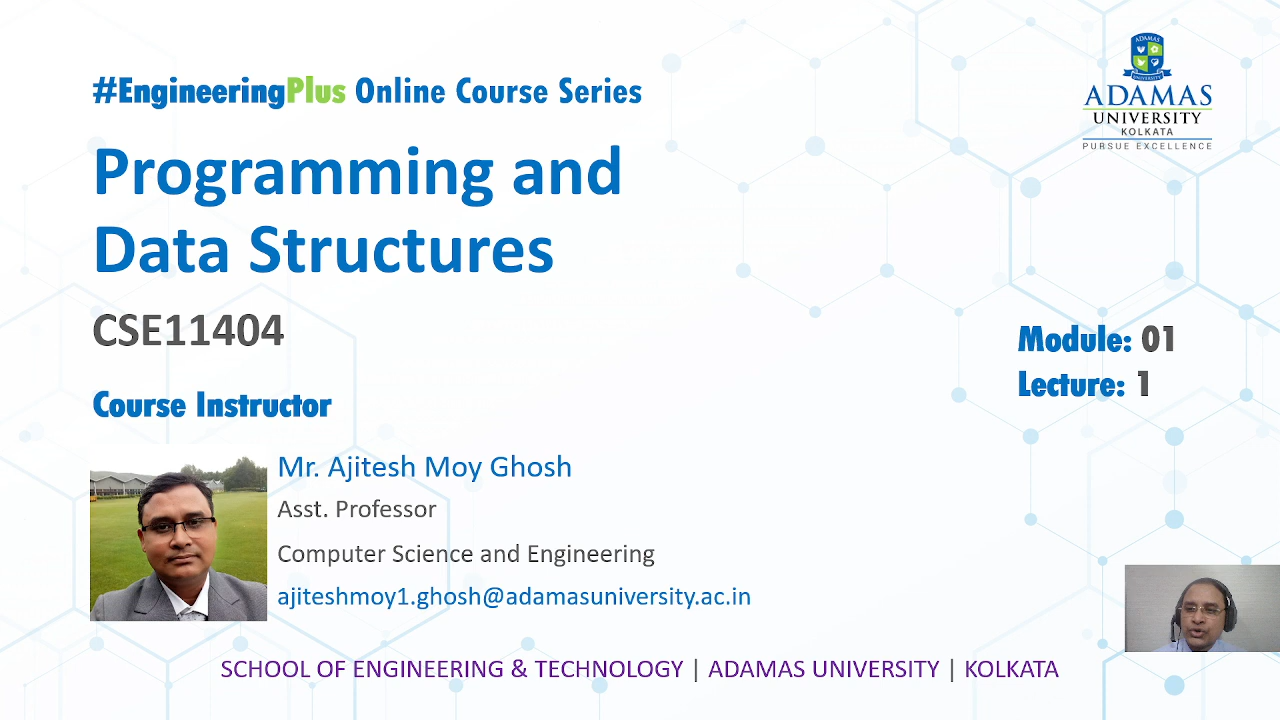 #EngineeringPlus Online Course Series
ADAMAS
UNIVERSITY
ADAMAS
UNIVERSITY
KOLKATA
PURSUE EXCELLENCE
Programming and
Data Structures
CSE11404
Module: 01
Lecture: 1
Course Instructor
Mr. Ajitesh Moy Ghosh
Asst. Professor
Computer Science and Engineering
ajiteshmoy1.ghosh@adamasuniversity.ac.in
SCHOOL OF ENGINEERING & TECHNOLOGY | ADAMAS UNIVERSITY | KOLKATA